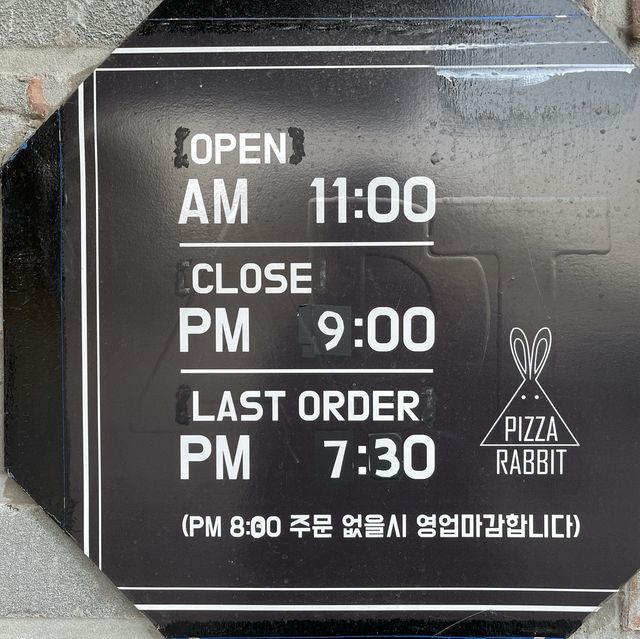 [OPEN]
AM 11:00
[CLOSE]
PM 9:00
[LAST ORDER]
PM 7:30
(PM 8:00 주문 없을시 영업마감합니다)
PIZZA
RABBIT